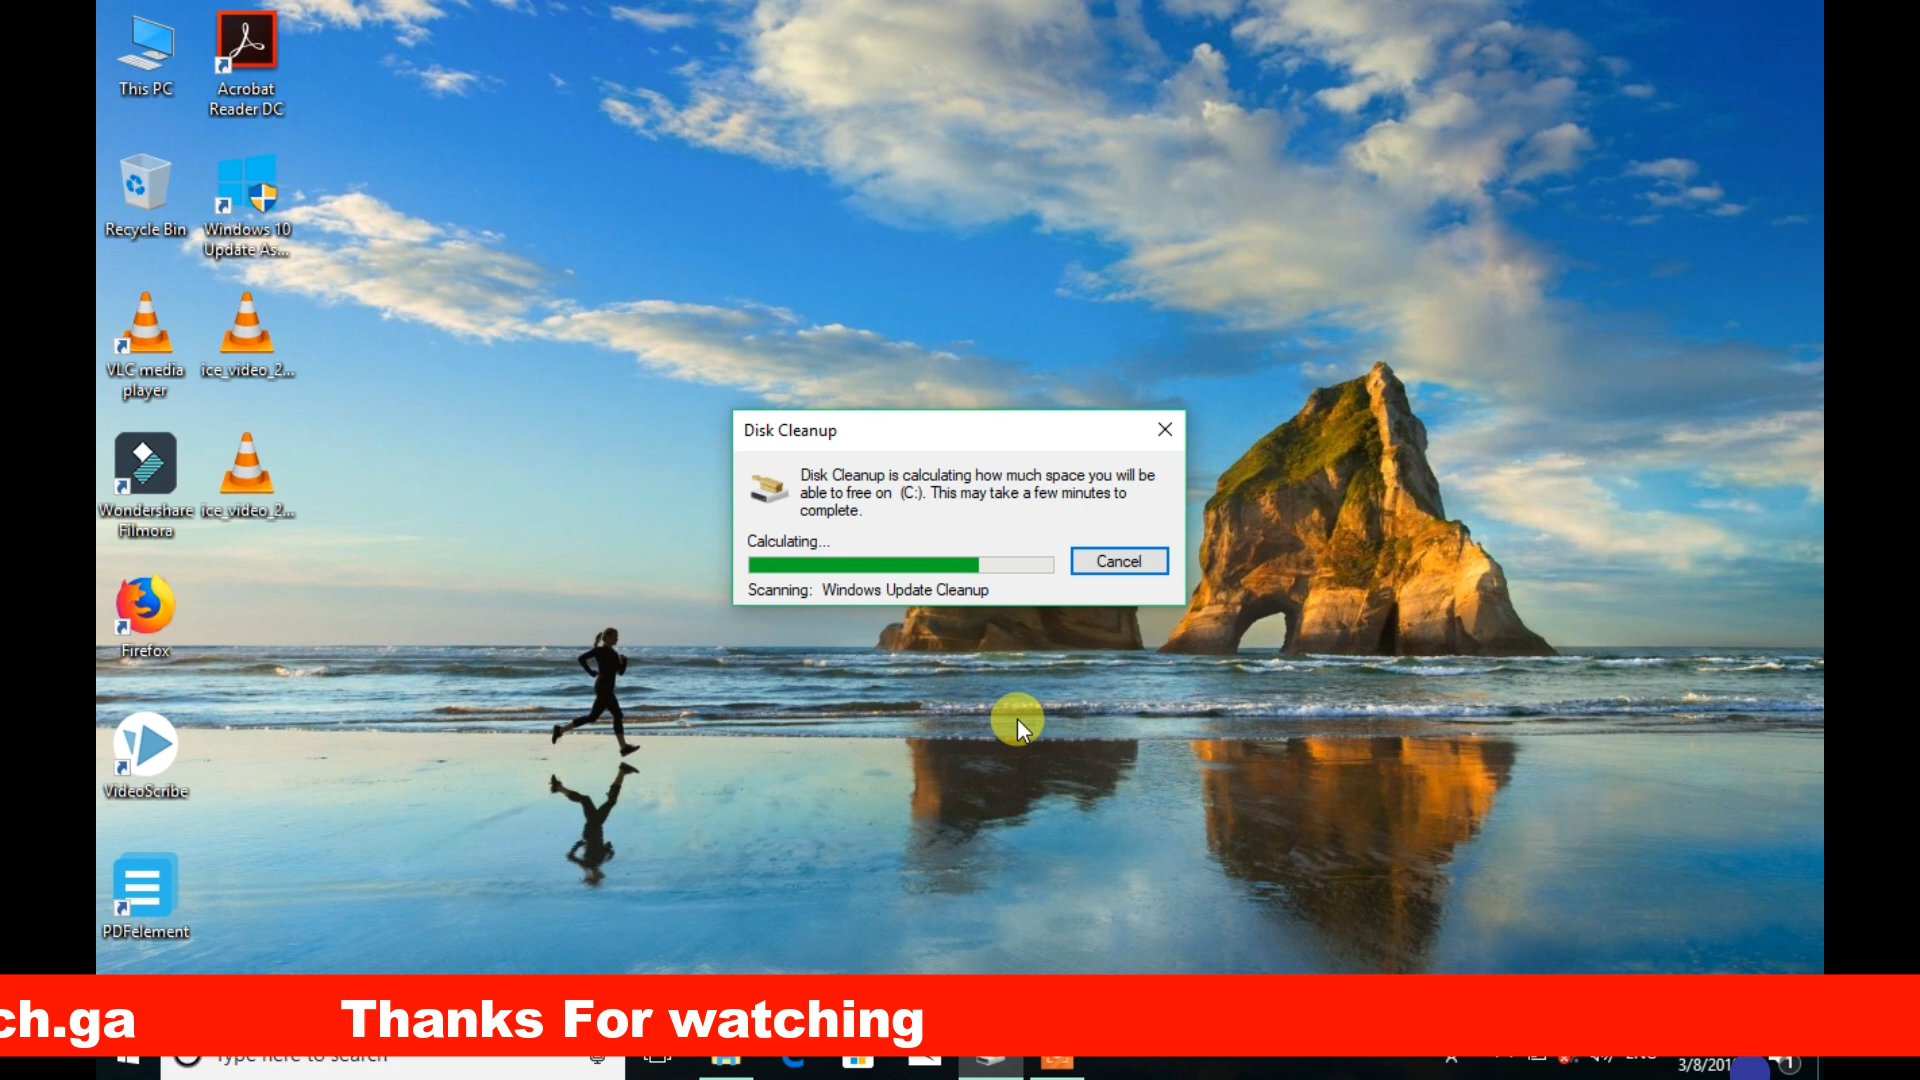 This PC
Acrobat
Reader DC
Recycle Bin
Windows 10
Update As...
VLC media
player
ice_video_2...
Wondershare
Filmora
ice_video_2...
Firefox
VideoScribe
PDFelement
Disk Cleanup
Disk Cleanup is calculating how much space you will be
able to free on (C:). This may take a few minutes to
complete.
Calculating...
Cancel
Scanning: Windows Update Cleanup
ch.ga
Thanks For watching
Type here to search
ENG
3/8/201
1